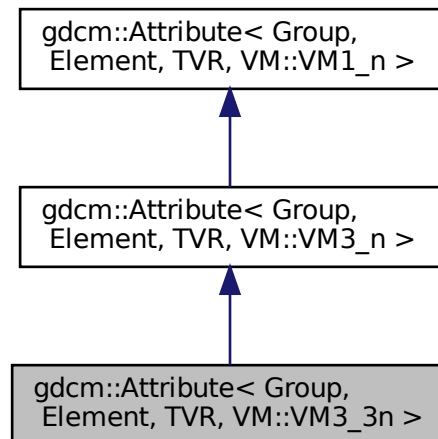 gdcm::Attribute< Group,
Element, TVR, VM::VM1_n >
gdcm::Attribute< Group,
Element, TVR, VM::VM3_n >
gdcm::Attribute< Group,
Element, TVR, VM::VM3_3n >